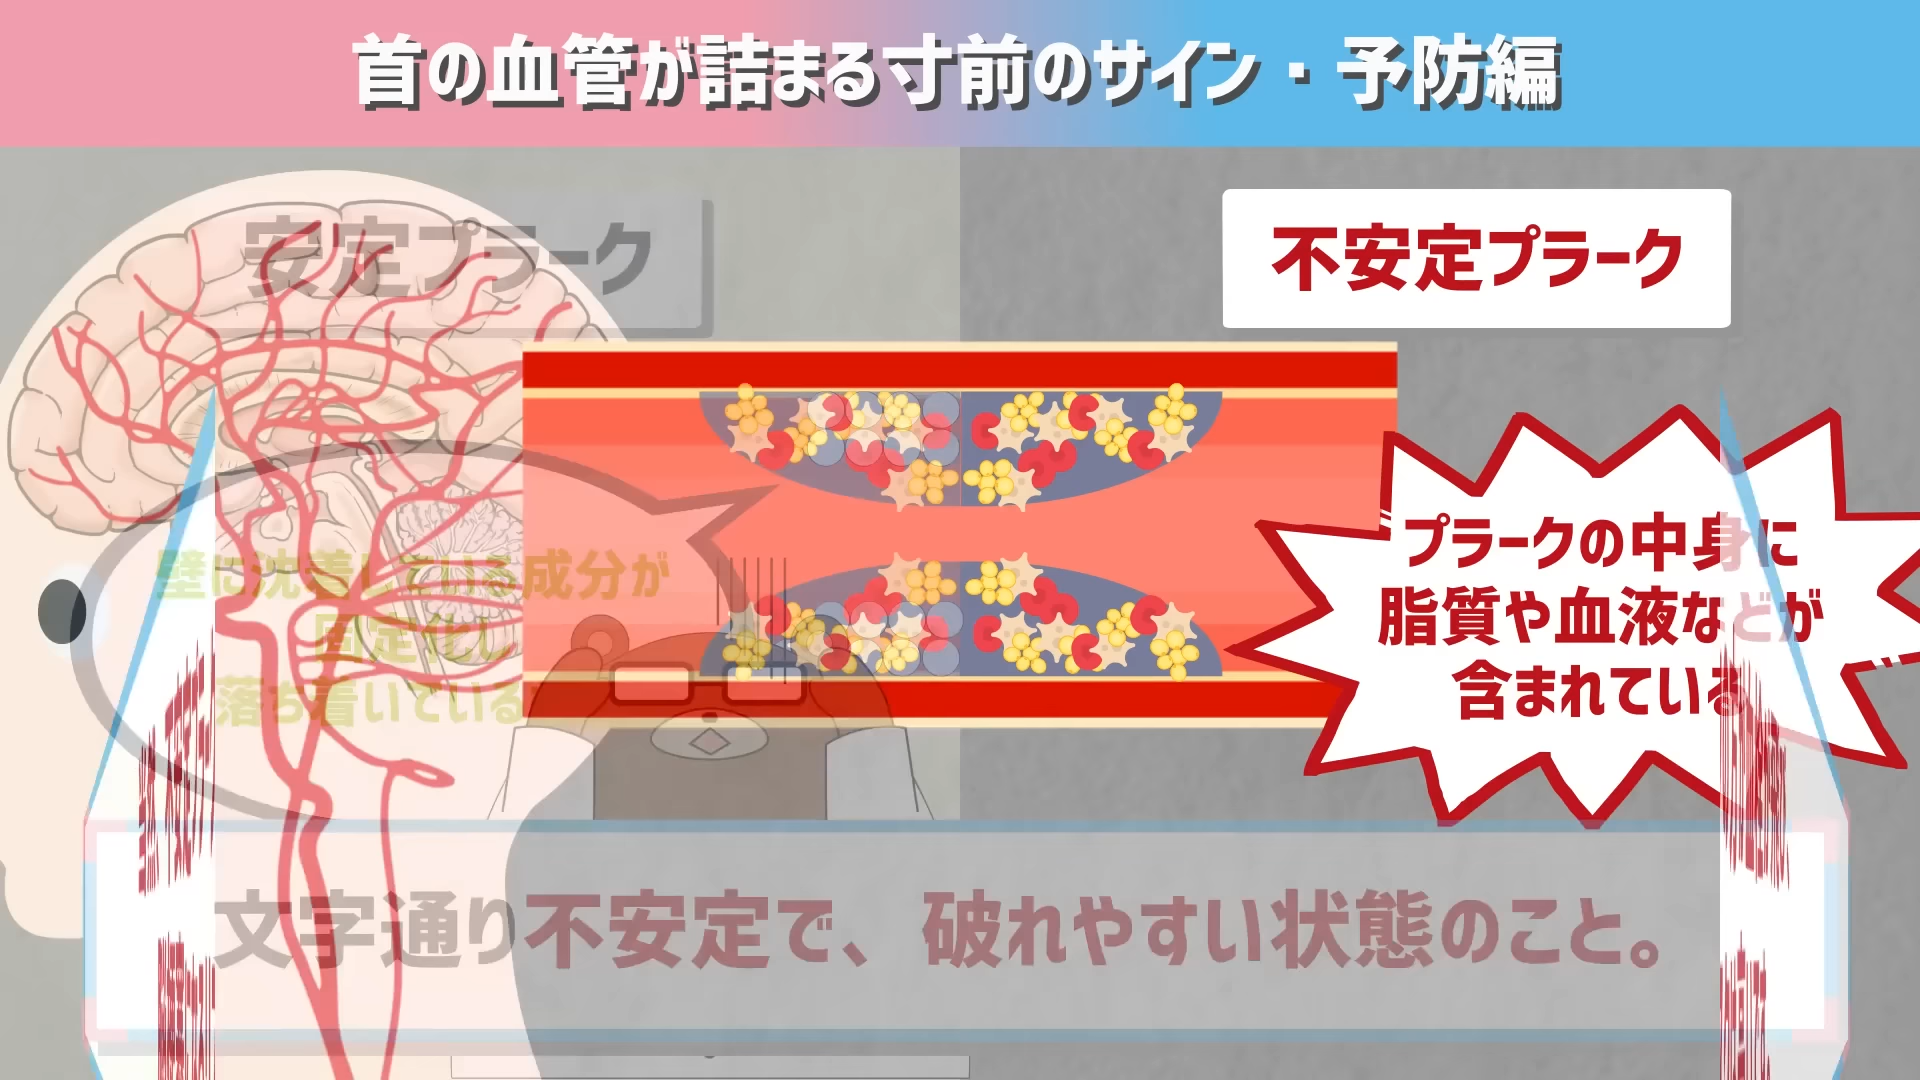 首の血管が詰まる寸前のサイン・予防編
安定プラーク
不安定プラーク
壁に沈着している成分が
固定化し
落ち着いている
プラークの中身に
脂質や血液などが
含まれている
文字通り不安定で、破れやすい状態のこと。